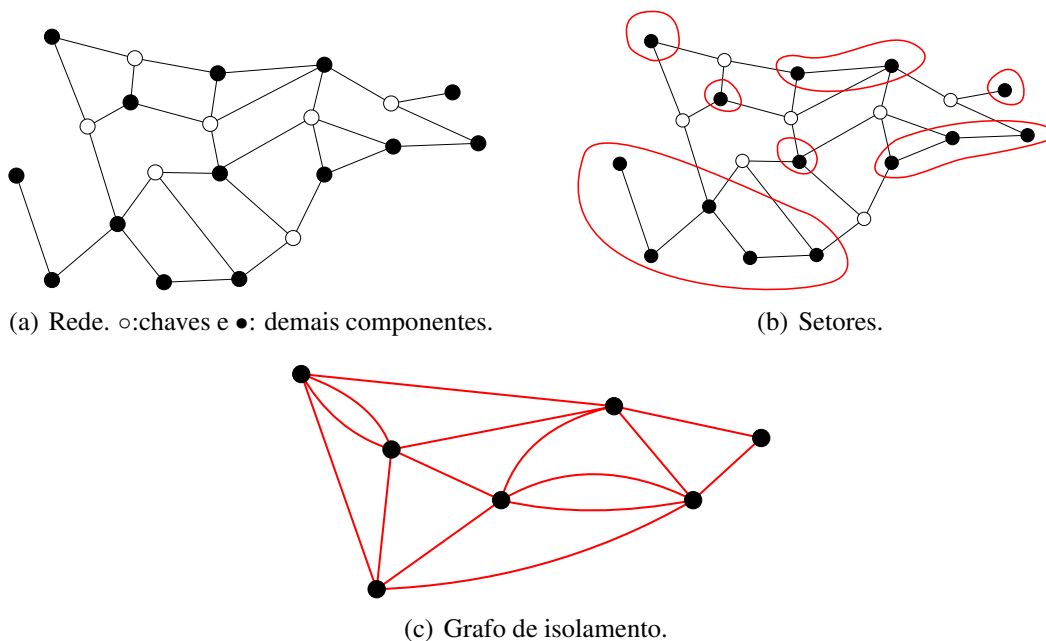 (a) Rede. ○:chaves e ●: demais componentes.
(b) Setores.
(c) Grafo de isolamento.